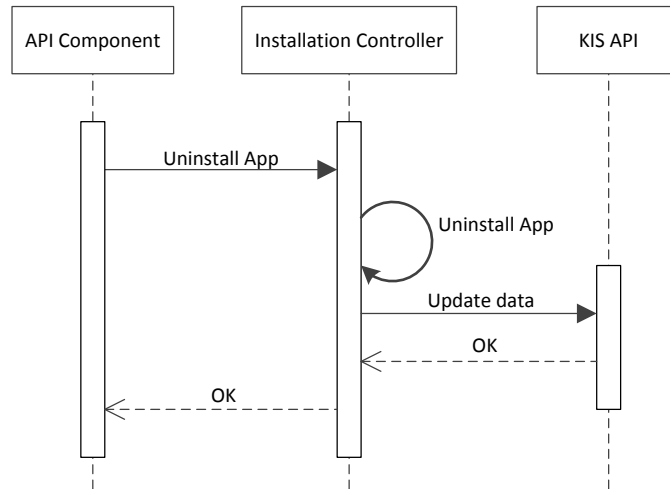 API Component
Installation Controller
KIS API
Uninstall App
Uninstall App
Update data
OK
OK